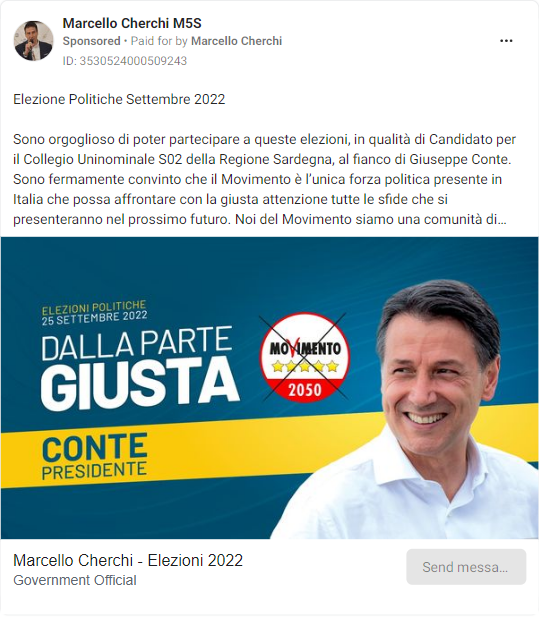 Marcello Cherchi M5S
Sponsored • Paid for by Marcello Cherchi
ID: 3530524000509243
Elezione Politiche Settembre 2022
Sono orgoglioso di poter partecipare a queste elezioni, in qualità di Candidato per
il Collegio Uninominale S02 della Regione Sardegna, al fianco di Giuseppe Conte.
Sono fermamente convinto che il Movimento è l'unica forza politica presente in
Italia che possa affrontare con la giusta attenzione tutte le sfide che si
presenteranno nel prossimo futuro. Noi del Movimento siamo una comunità di...
ELEZIONI POLITICHE
25 SETTEMBRE 2022
DALLA PARTE
GIUSTA
MOVIMENTO
2050
CONTE
PRESIDENTE
Marcello Cherchi - Elezioni 2022
Government Official
Send messa...